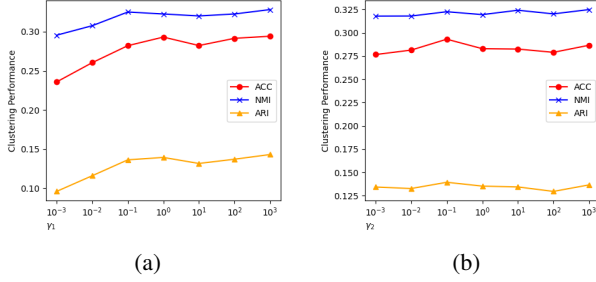 Clustering Performance
0.30
0.25
0.20
0.15
0.10
ACC
NMI
ARI
10⁻³ 10⁻² 10⁻¹ 10⁰ 10¹ 10² 10³
γ₁
(a)
Clustering Performance
0.325
0.300
0.275
0.250
0.225
0.200
0.175
0.150
0.125
ACC
NMI
ARI
10⁻³ 10⁻² 10⁻¹ 10⁰ 10¹ 10² 10³
γ₂
(b)